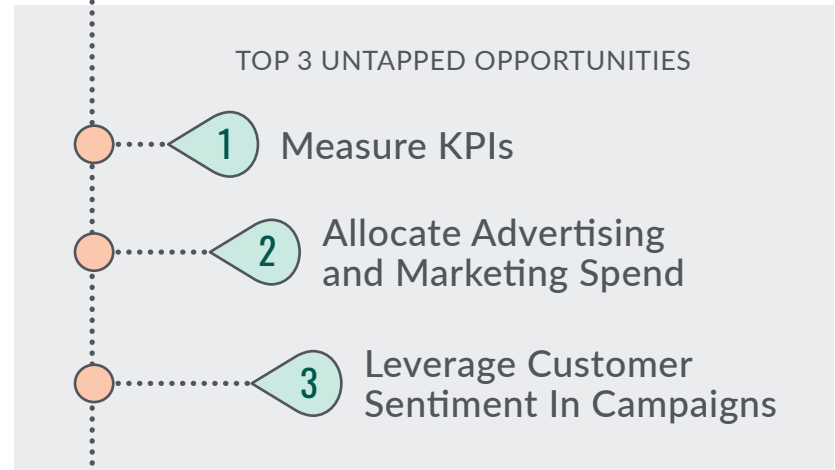 TOP 3 UNTAPPED OPPORTUNITIES
1 Measure KPIs
2 Allocate Advertising
and Marketing Spend
3 Leverage Customer
Sentiment In Campaigns